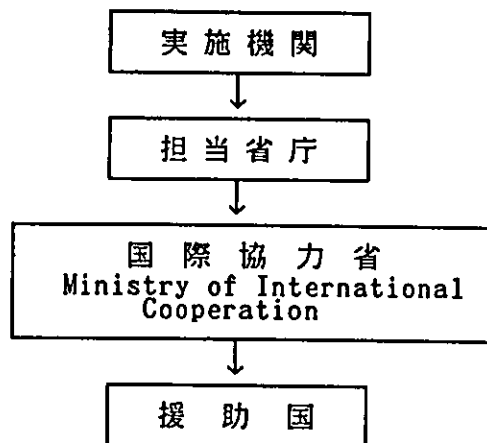 実施機関
担当省庁
国際協力省
Ministry of International
Cooperation
援助国